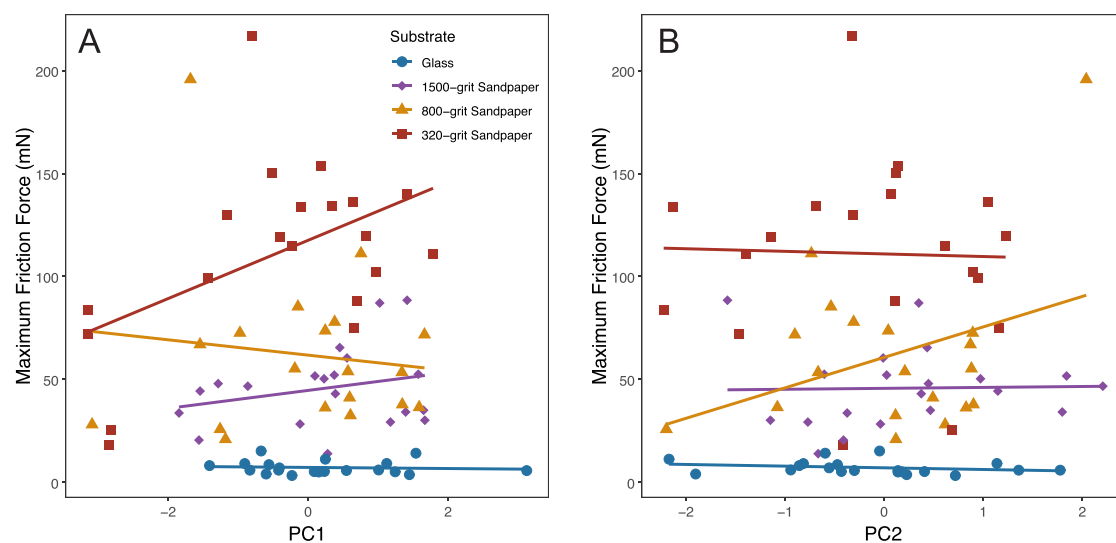 A
Maximum Friction Force (mN)
200
150
100
50
0
Substrate
Glass
1500-grit Sandpaper
800-grit Sandpaper
320-grit Sandpaper
-2
0
2
PC1
B
Maximum Friction Force (mN)
200
150
100
50
0
-2
-1
0
1
2
PC2